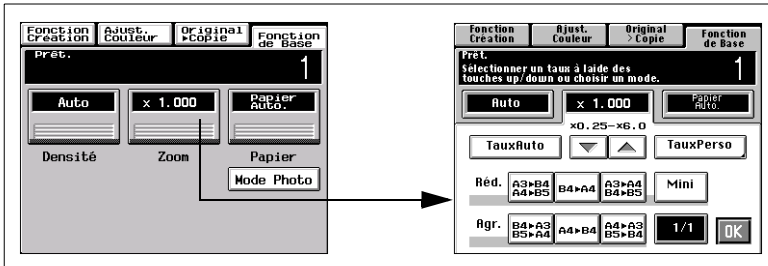 Fonction Création
Ajust. Couleur
Original ▸Copie
Fonction de Base
Prêt.
1
Auto
x 1.000
Papier Auto.
Densité
Zoom
Papier
Mode Photo
Fonction Création
Ajust. Couleur
Original >Copie
Fonction de Base
Prêt.
1
Sélectionner un taux à laide des
touches up/down ou choisir un mode.
Auto
x 1.000
Papier Auto.
×0.25-×6.0
TauxAuto
TauxPerso
Réd.
A3▸B4
A4▸B5
B4▸A4
A3▸A4
B4▸B5
Mini
Agr.
B4▸A3
B5▸A4
A4▸B4
A4▸A3
B5▸B4
1/1
OK